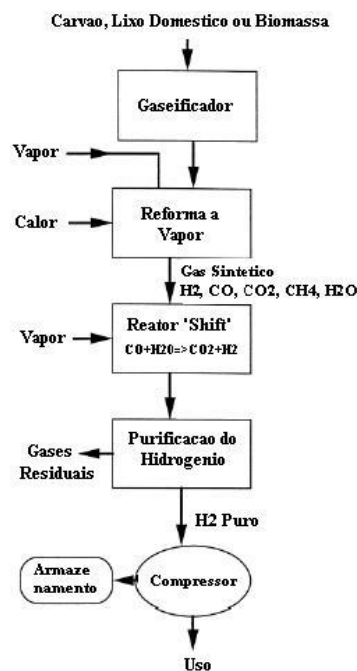 Carvao, Lixo Domestico ou Biomassa
Gaseificador
Vapor
Calor
Reforma a
Vapor
Gas Sintetico
H2, CO, CO2, CH4, H2O
Vapor
Reator 'Shift'
CO+H2O=>CO2+H2
Gases
Residuais
Purificacao do
Hidrogenio
H2 Puro
Armaze
namento
Compressor
Uso